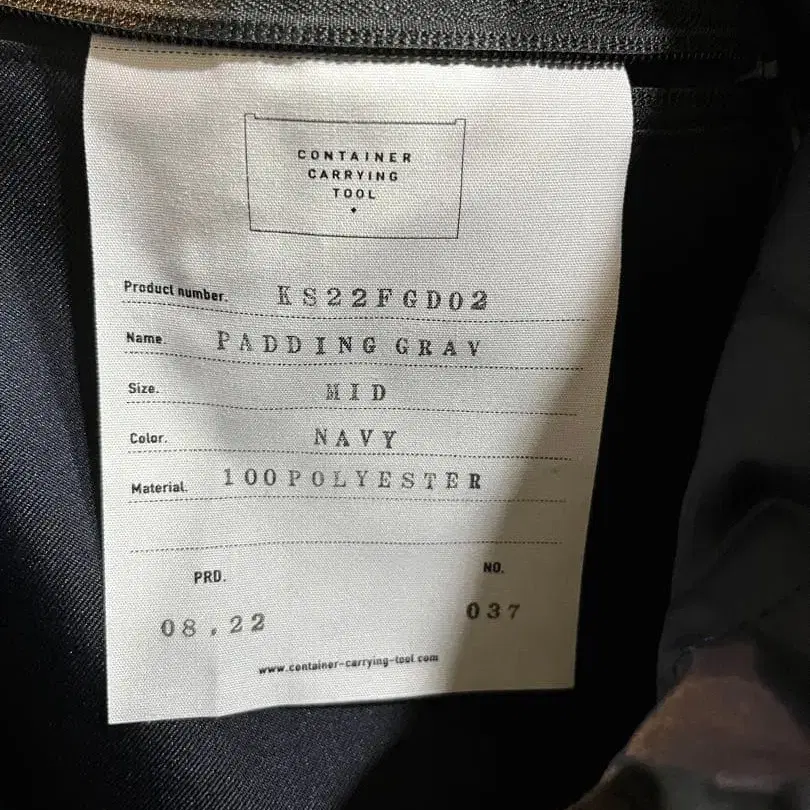 CONTAINER
CARRYING
TOOL
Product number. KS22FGD02
Name. PADDING GRAV
Size. MID
Color. NAVY
Material. 100POLYESTER
PRD. NO.
08.22 037
www.container-carrying-tool.com